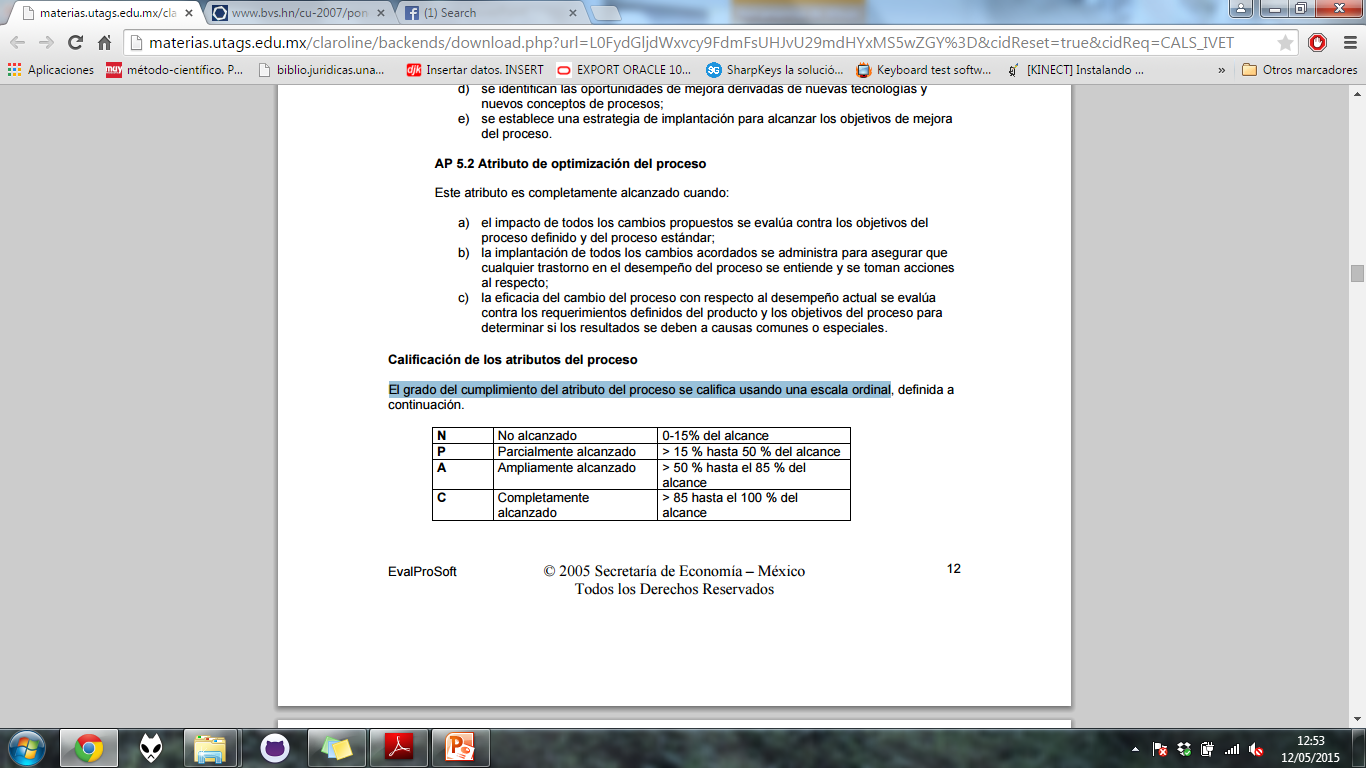 materias.utags.edu.mx/cla
www.bvs.hn/cu-2007/pon
(1) Search
materias.utags.edu.mx/claroline/backends/download.php?url=L0FydGljdWxvcy9FdmFsUHJvU29mdHYxMS5wZGY%3D&cidReset=true&cidReq=CALS_IVET
Aplicaciones
muy método-científico. P...
biblio.juridicas.una...
djk Insertar datos. INSERT
EXPORT ORACLE 10...
SG SharpKeys la solució...
Keyboard test softw...
[KINECT] Instalando ...
»
Otros marcadores
d) se identifican las oportunidades de mejora derivadas de nuevas tecnologías y
nuevos conceptos de procesos;
e) se establece una estrategia de implantación para alcanzar los objetivos de mejora
del proceso.
AP 5.2 Atributo de optimización del proceso
Este atributo es completamente alcanzado cuando:
a) el impacto de todos los cambios propuestos se evalúa contra los objetivos del
proceso definido y del proceso estándar;
b) la implantación de todos los cambios acordados se administra para asegurar que
cualquier trastorno en el desempeño del proceso se entiende y se toman acciones
al respecto;
c) la eficacia del cambio del proceso con respecto al desempeño actual se evalúa
contra los requerimientos definidos del producto y los objetivos del proceso para
determinar si los resultados se deben a causas comunes o especiales.
Calificación de los atributos del proceso
El grado del cumplimiento del atributo del proceso se califica usando una escala ordinal, definida a
continuación.
N No alcanzado 0-15% del alcance
P Parcialmente alcanzado > 15 % hasta 50 % del alcance
A Ampliamente alcanzado > 50 % hasta el 85 % del
alcance
C Completamente > 85 hasta el 100 % del
alcanzado alcance
EvalProSoft © 2005 Secretaría de Economía – México 12
Todos los Derechos Reservados
12:53
12/05/2015